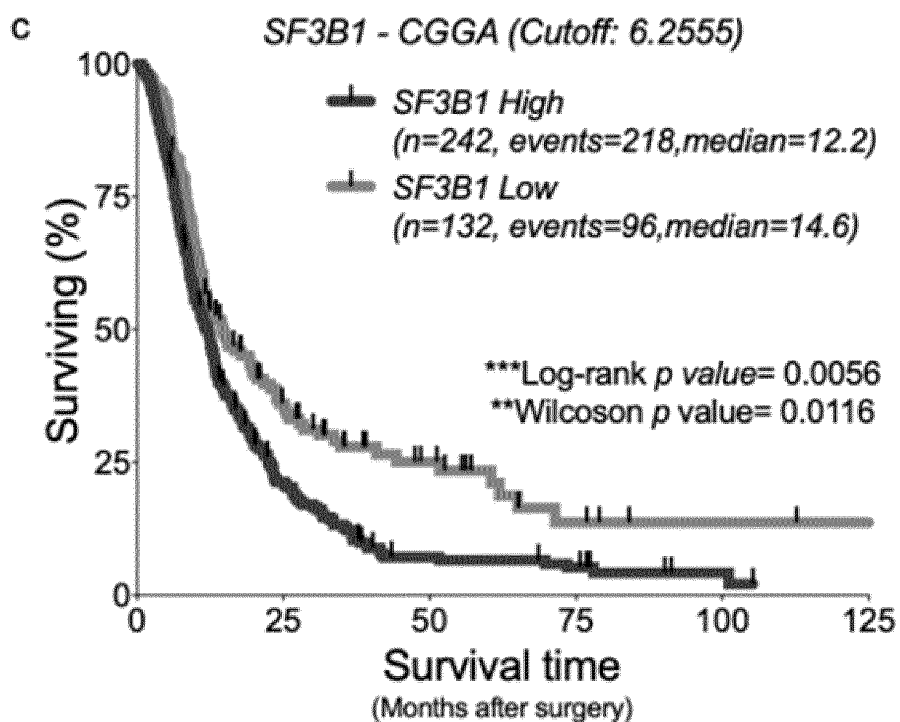 c
SF3B1 - CGGA (Cutoff: 6.2555)
SF3B1 High
(n=242, events=218,median=12.2)
SF3B1 Low
(n=132, events=96,median=14.6)
***Log-rank p value= 0.0056
**Wilcoson p value= 0.0116
Surviving (%)
100
75
50
25
0
0 25 50 75 100 125
Survival time
(Months after surgery)